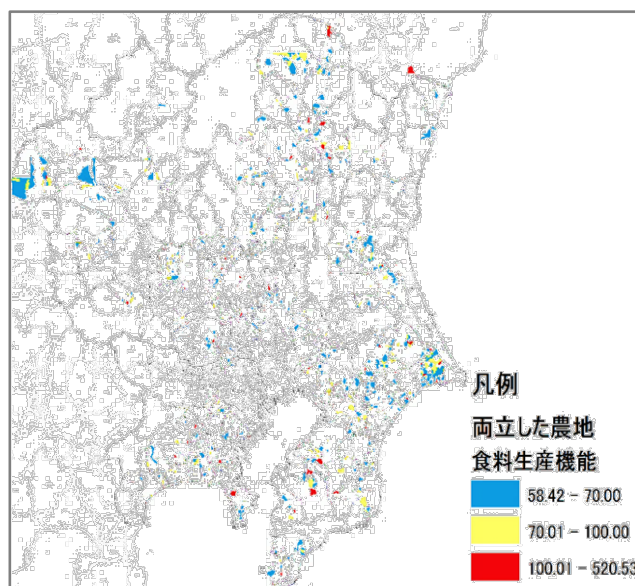 凡例
両立した農地
食料生産機能
58.42 - 70.00
70.01 - 100.00
100.01 - 520.53